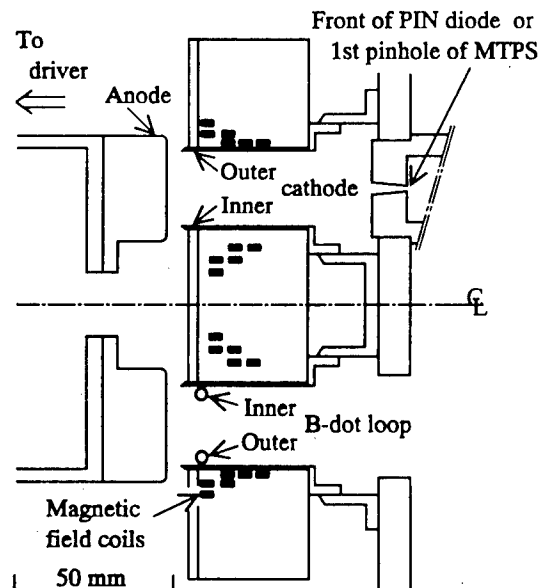 Front of PIN diode or
1st pinhole of MTPS
To
driver
Anode
Outer
cathode
Inner
CL
Inner
B-dot loop
Outer
Magnetic
field coils
50 mm